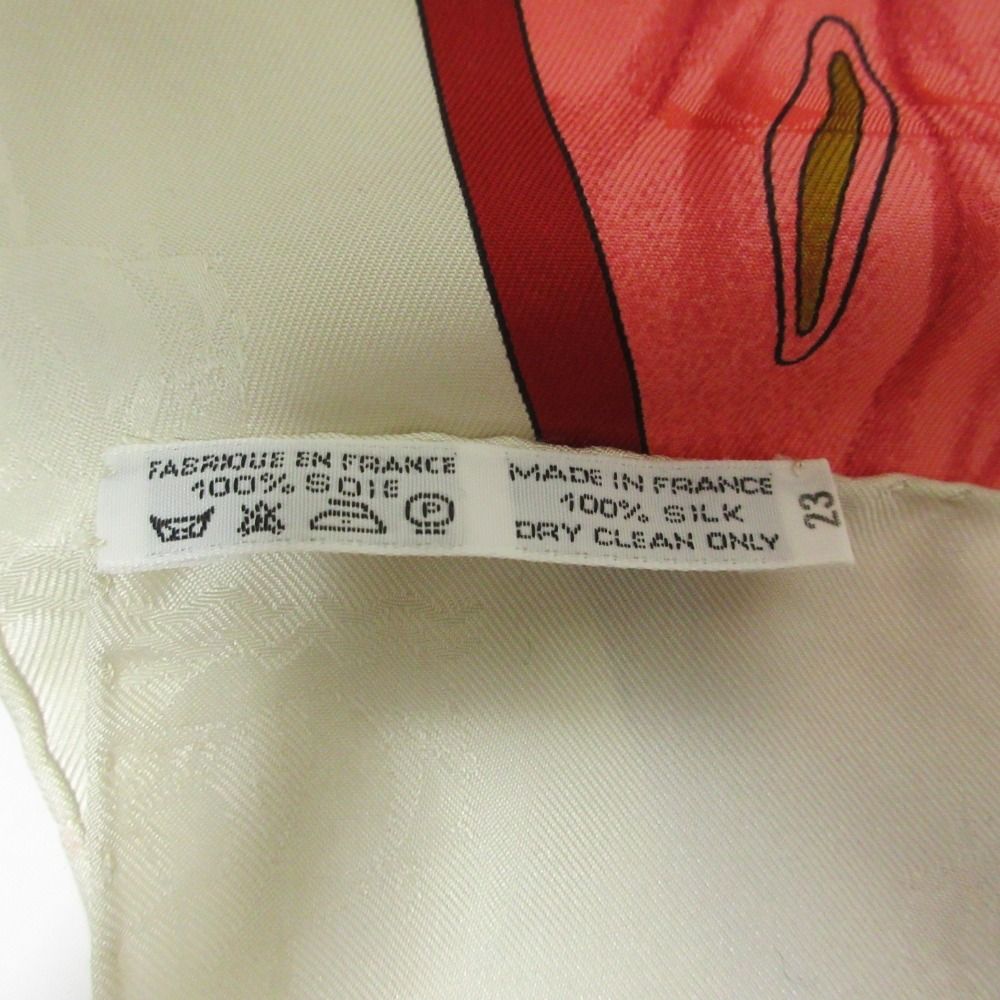 FABRIQUE EN FRANCE
100% SOIE
P
MADE IN FRANCE
100% SILK
DRY CLEAN ONLY
23